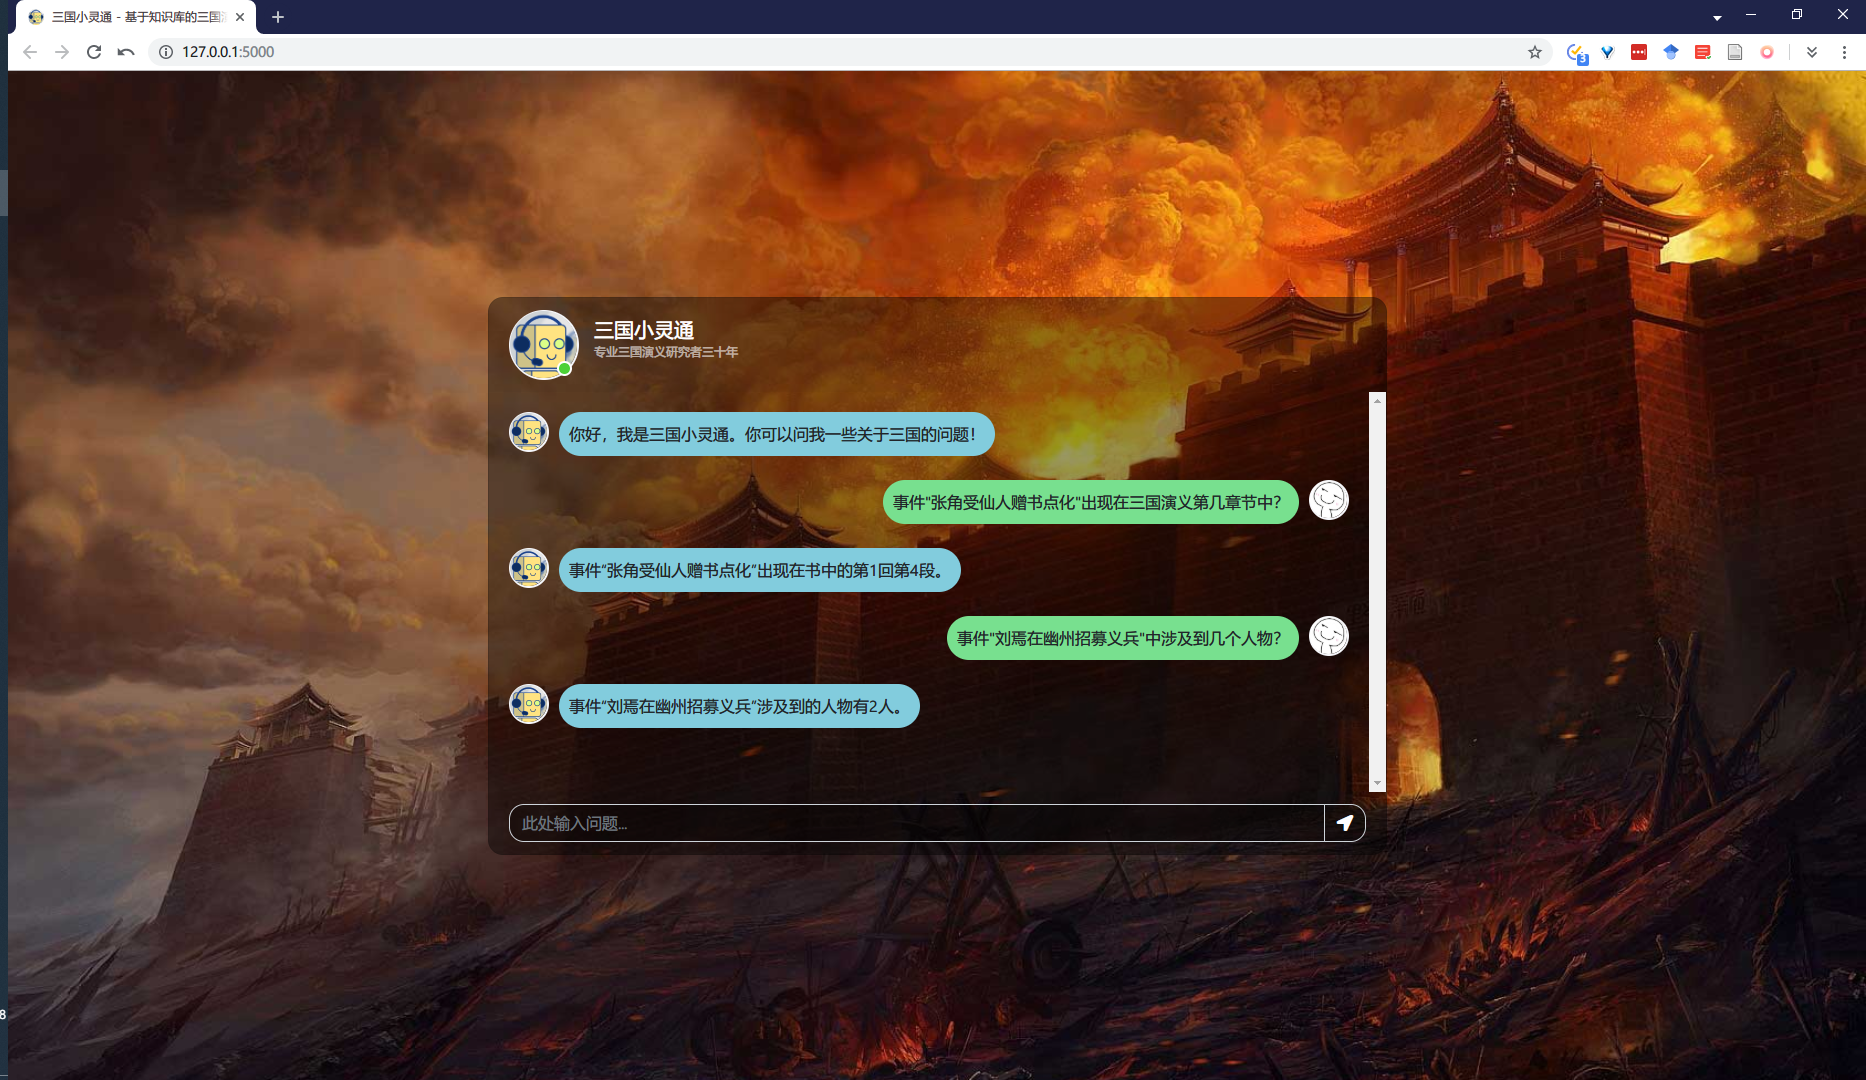 三国小灵通 - 基于知识库的三国
127.0.0.1:5000
3
三国小灵通
专业三国演义研究者三十年
你好，我是三国小灵通。你可以问我一些关于三国的问题！
事件"张角受仙人赠书点化"出现在三国演义第几章节中？
事件"张角受仙人赠书点化"出现在书中的第1回第4段。
事件"刘焉在幽州招募义兵"中涉及到几个人物？
事件"刘焉在幽州招募义兵"涉及到的人物有2人。
此处输入问题...
8